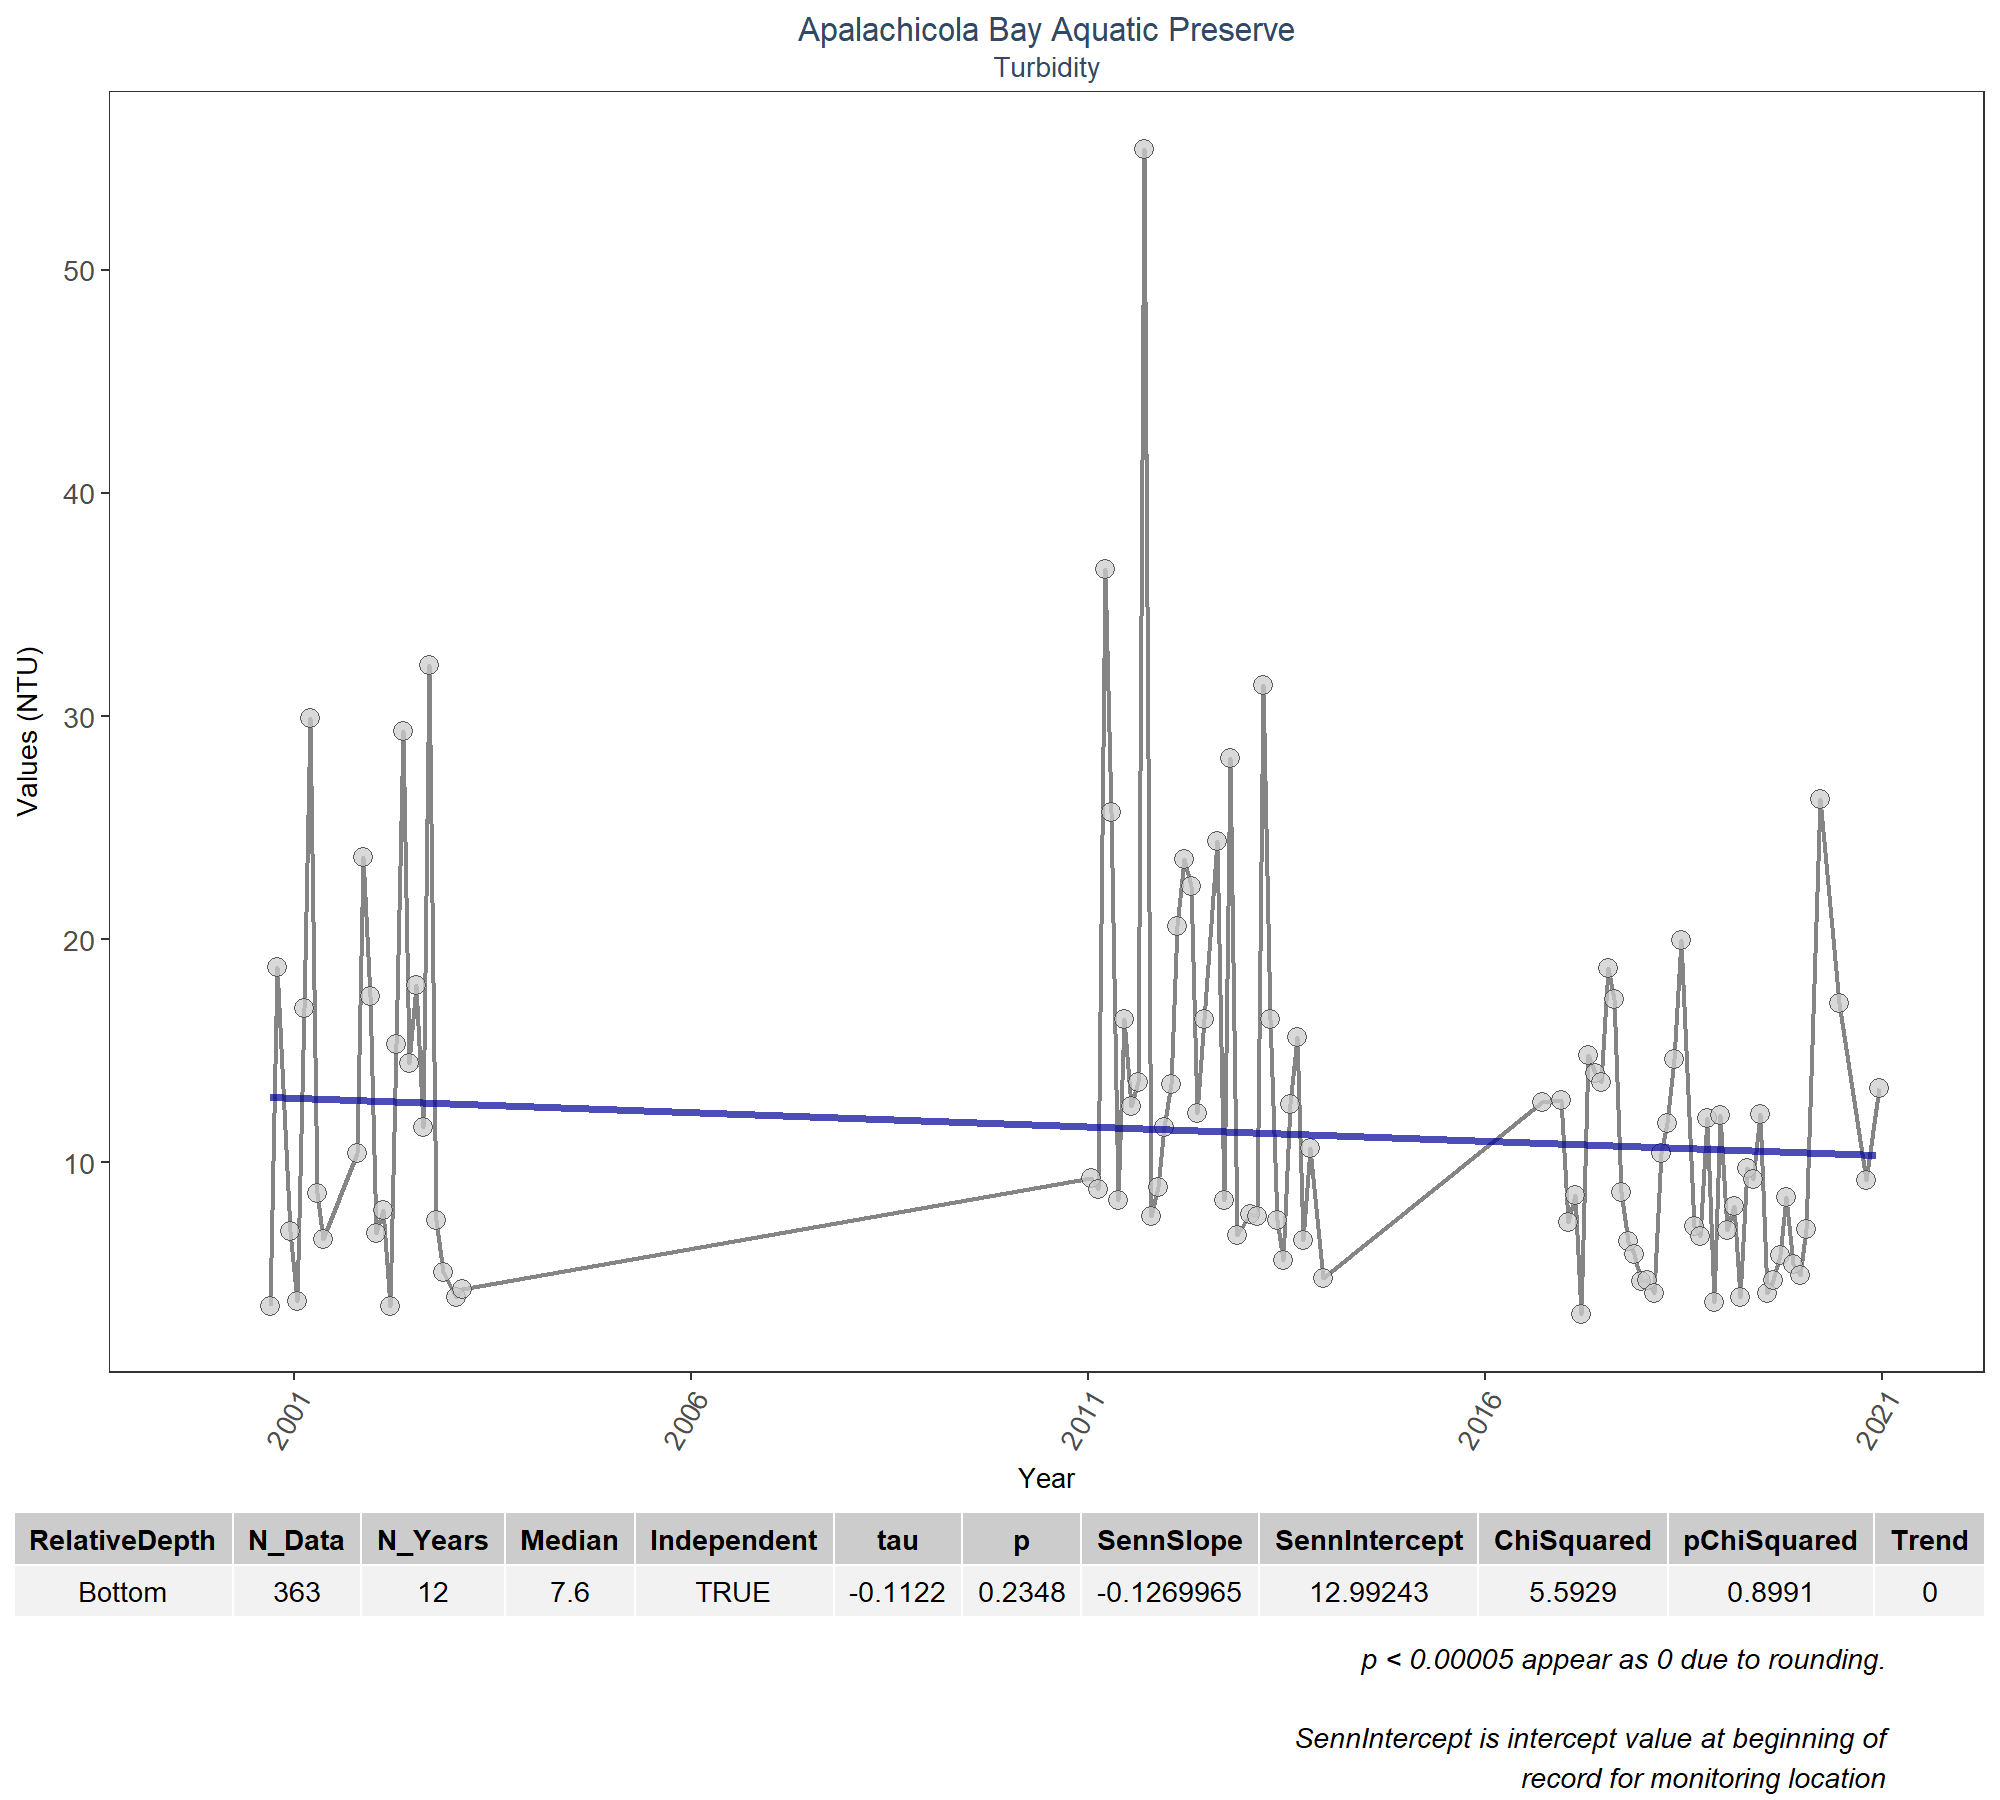 Apalachicola Bay Aquatic Preserve
Turbidity
Values (NTU)
50
40
30
20
10
2001 2006 2011 2016 2021
Year
RelativeDepth N_Data N_Years Median Independent tau p SennSlope SennIntercept ChiSquared pChiSquared Trend
Bottom 363 12 7.6 TRUE -0.1122 0.2348 -0.1269965 12.99243 5.5929 0.8991 0
p < 0.00005 appear as 0 due to rounding.
SennIntercept is intercept value at beginning of
record for monitoring location